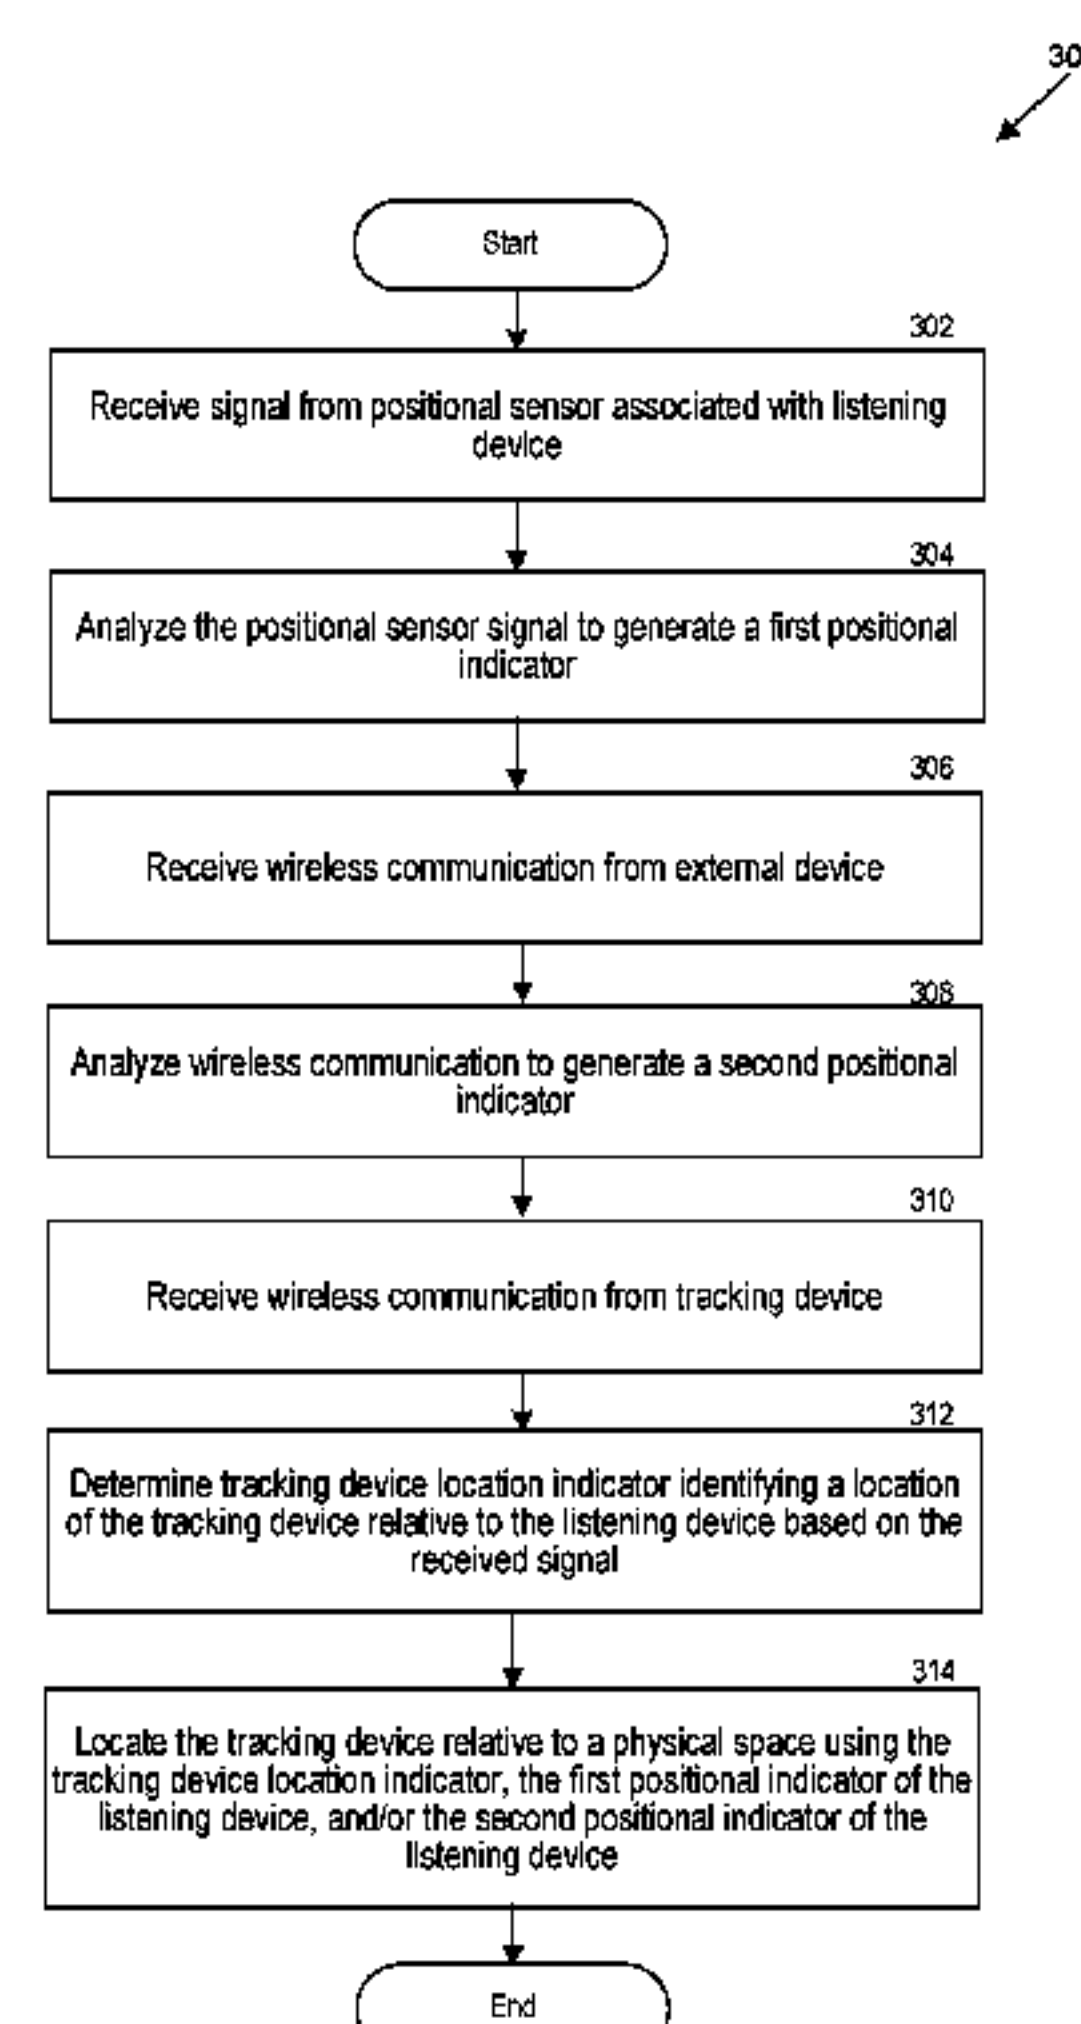 30
Start
302
Receive signal from positional sensor associated with listening
device
304
Analyze the positional sensor signal to generate a first positional
indicator
306
Receive wireless communication from external device
308
Analyze wireless communication to generate a second positional
indicator
310
Receive wireless communication from tracking device
312
Determine tracking device location indicator identifying a location
of the tracking device relative to the listening device based on the
received signal
314
Locate the tracking device relative to a physical space using the
tracking device location indicator, the first positional indicator of the
listening device, and/or the second positional indicator of the
listening device
End